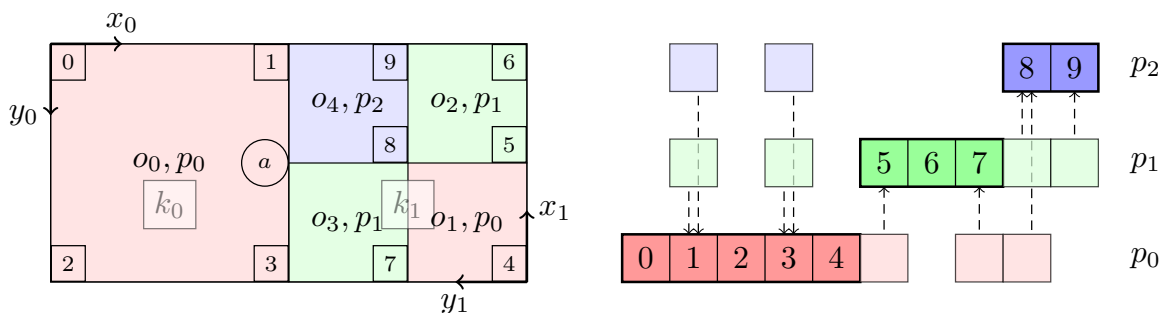 x₀
0 1 9 6
y₀ o₄, p₂ o₂, p₁
8 5
o₀, p₀ a
k₀ o₃, p₁ k₁ o₁, p₀ x₁
2 3 7 4
y₁
8 9 p₂
5 6 7 p₁
0 1 2 3 4 p₀